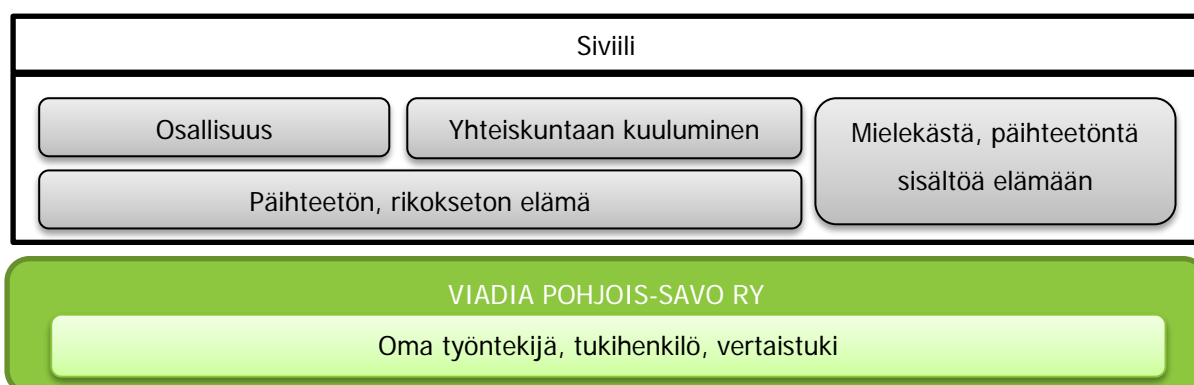 Siviili
Osallisuus
Yhteiskuntaan kuuluminen
Mielekästä, päihteetöntä
sisältöä elämään
Päihteetön, rikokseton elämä
VIADIA POHJOIS-SAVO RY
Oma työntekijä, tukihenkilö, vertaistuki